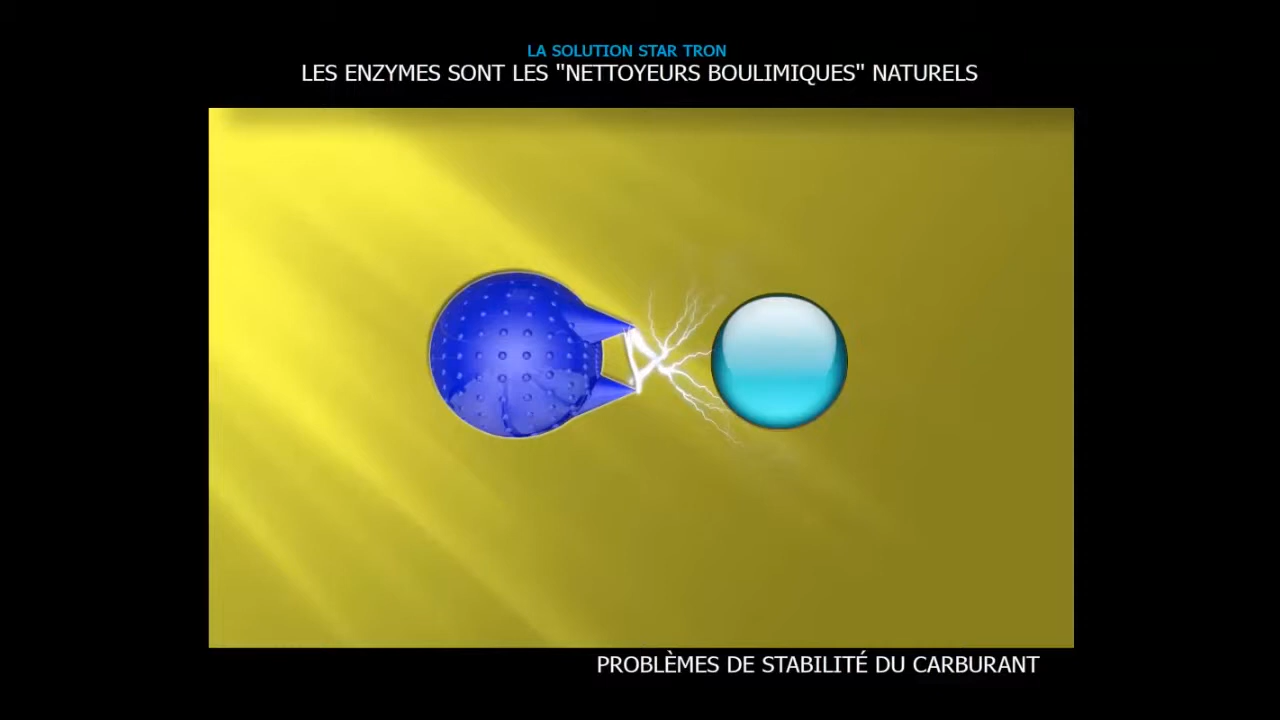 LA SOLUTION STAR TRON
LES ENZYMES SONT LES "NETTOYEURS BOULIMIQUES" NATURELS
PROBLÈMES DE STABILITÉ DU CARBURANT